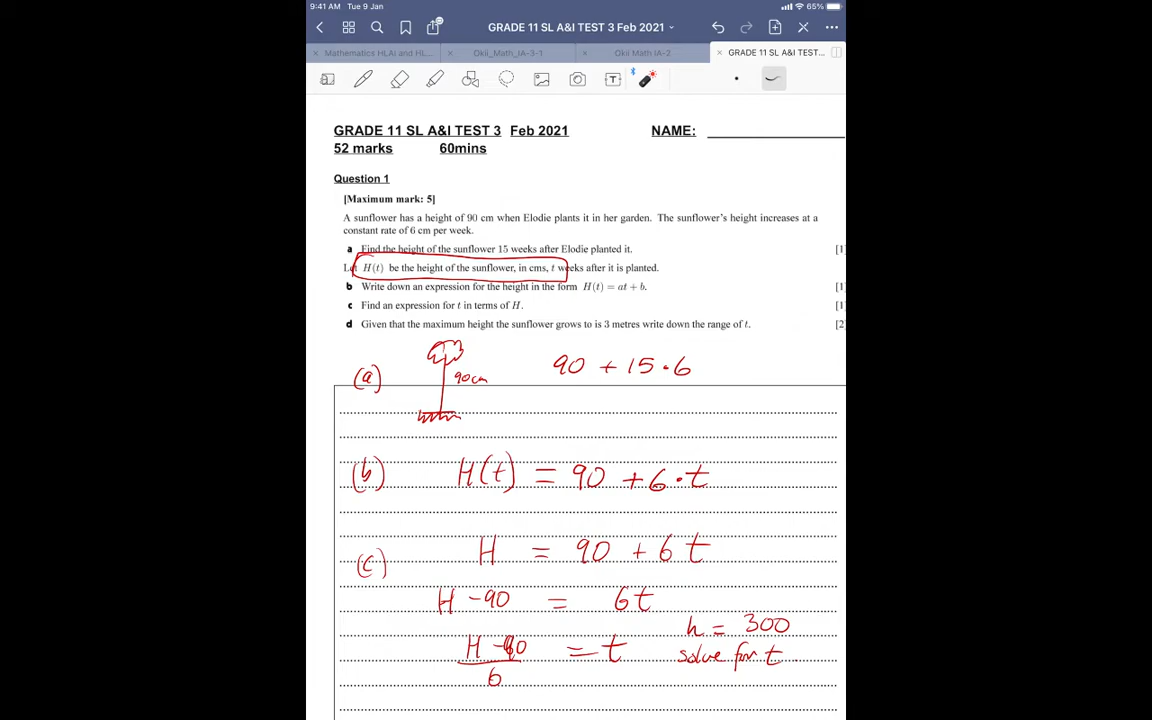 9:41 AM Tue 9 Jan 65%
GRADE 11 SL A&I TEST 3 Feb 2021
Mathematics HLAI and HL... Okii_Math_IA-3-1 Okii Math IA-2 GRADE 11 SL A&I TEST...
GRADE 11 SL A&I TEST 3 Feb 2021 NAME:
52 marks 60mins
Question 1
[Maximum mark: 5]
A sunflower has a height of 90 cm when Elodie plants it in her garden. The sunflower's height increases at a
constant rate of 6 cm per week.
a Find the height of the sunflower 15 weeks after Elodie planted it. [1]
Let H(t) be the height of the sunflower, in cms, t weeks after it is planted.
b Write down an expression for the height in the form H(t) = at + b. [1]
c Find an expression for t in terms of H. [1]
d Given that the maximum height the sunflower grows to is 3 metres write down the range of t. [2]
(a) 90cm 90 + 15 · 6
(b) H(t) = 90 + 6 · t
(c) H = 90 + 6t
H - 90 = 6t
h = 300
H - 90 = t
solve for t
6